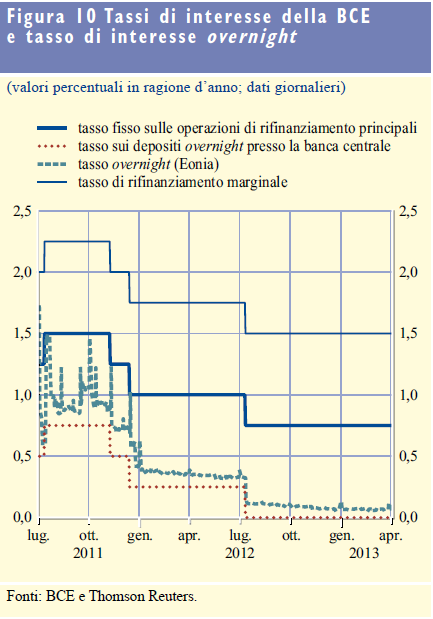 Figura 10 Tassi di interesse della BCE
e tasso di interesse overnight
(valori percentuali in ragione d'anno; dati giornalieri)
tasso fisso sulle operazioni di rifinanziamento principali
tasso sui depositi overnight presso la banca centrale
tasso overnight (Eonia)
tasso di rifinanziamento marginale
2,5 2,5
2,0 2,0
1,5 1,5
1,0 1,0
0,5 0,5
0,0 0,0
lug. ott. gen. apr. lug. ott. gen. apr.
2011 2012 2013
Fonti: BCE e Thomson Reuters.